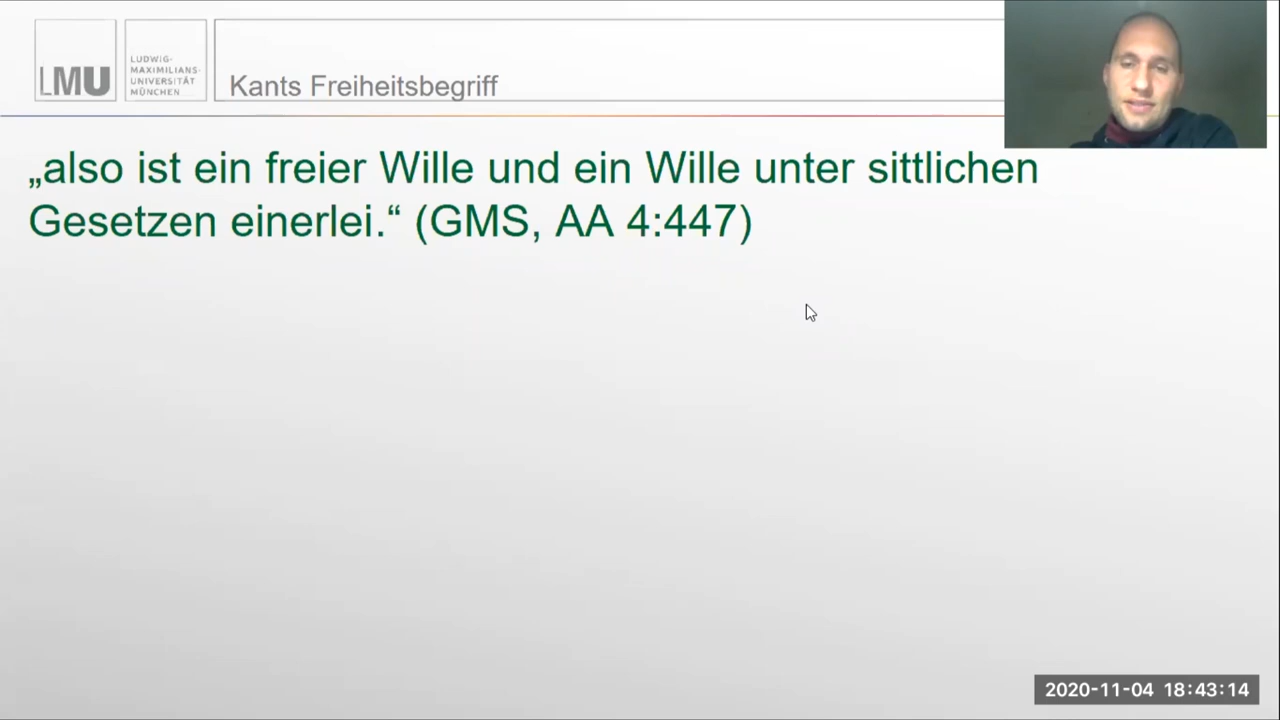 LMU
LUDWIG-
MAXIMILIANS-
UNIVERSITÄT
MÜNCHEN
Kants Freiheitsbegriff
„also ist ein freier Wille und ein Wille unter sittlichen
Gesetzen einerlei.“ (GMS, AA 4:447)
2020-11-04 18:43:14